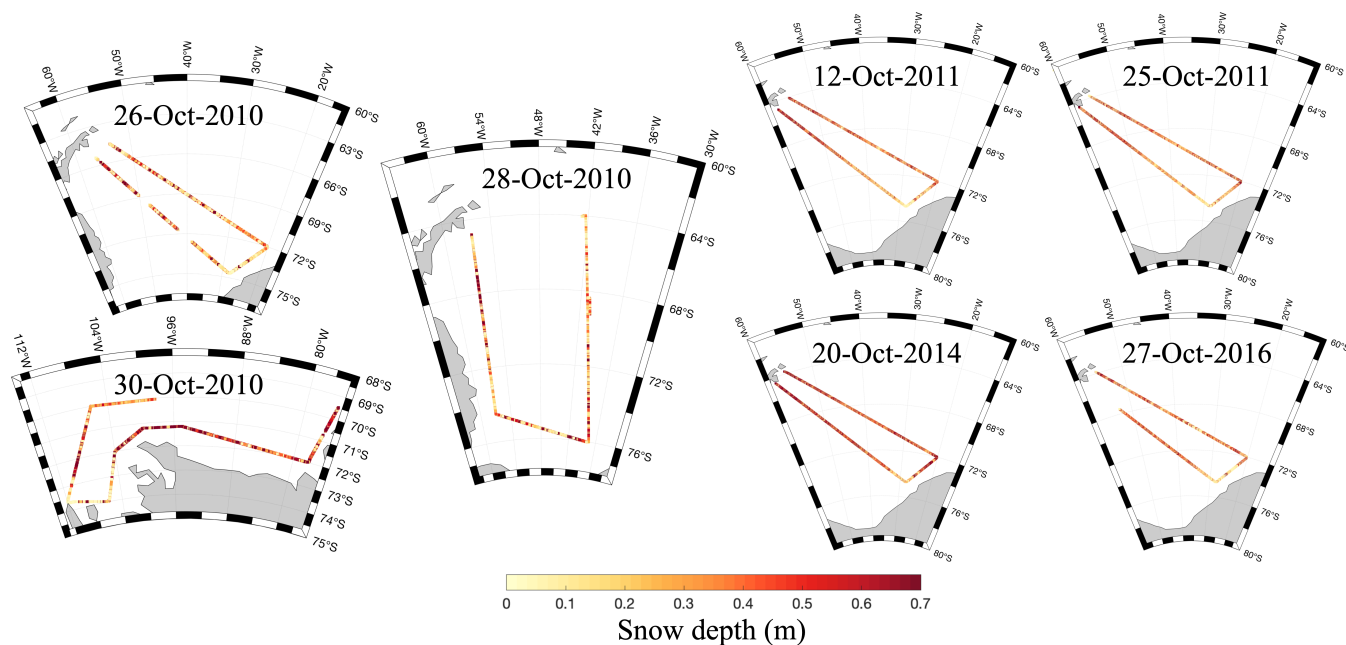 26-Oct-2010
60°W
50°W
40°W
30°W
20°W
60°S
63°S
66°S
69°S
72°S
75°S
30-Oct-2010
112°W
104°W
96°W
88°W
80°W
68°S
69°S
70°S
71°S
72°S
73°S
74°S
75°S
28-Oct-2010
60°W
54°W
48°W
42°W
36°W
30°W
60°S
64°S
68°S
72°S
76°S
12-Oct-2011
60°W
50°W
40°W
30°W
20°W
60°S
64°S
68°S
72°S
76°S
80°S
25-Oct-2011
60°W
50°W
40°W
30°W
20°W
60°S
64°S
68°S
72°S
76°S
80°S
20-Oct-2014
60°W
50°W
40°W
30°W
20°W
60°S
64°S
68°S
72°S
76°S
80°S
27-Oct-2016
60°W
50°W
40°W
30°W
20°W
60°S
64°S
68°S
72°S
76°S
80°S
0 0.1 0.2 0.3 0.4 0.5 0.6 0.7
Snow depth (m)